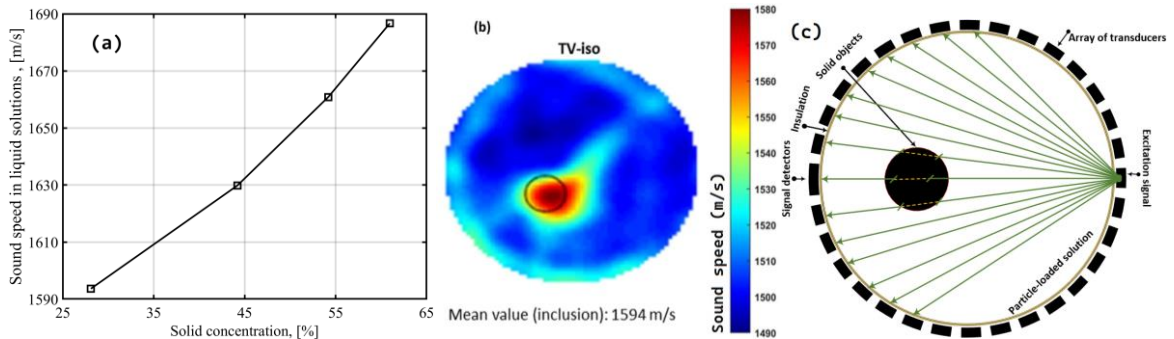 (a)
Sound speed in liquid solutions , [m/s]
1690
1670
1650
1630
1610
1590
25
35
45
55
65
Solid concentration, [%]
(b)
TV-iso
Mean value (inclusion): 1594 m/s
Sound speed (m/s)
1580
1570
1560
1550
1540
1530
1520
1510
1500
1490
(c)
Solid objects
Array of transducers
Insulation
Signal detectors
Excitation signal
Particle-loaded solution